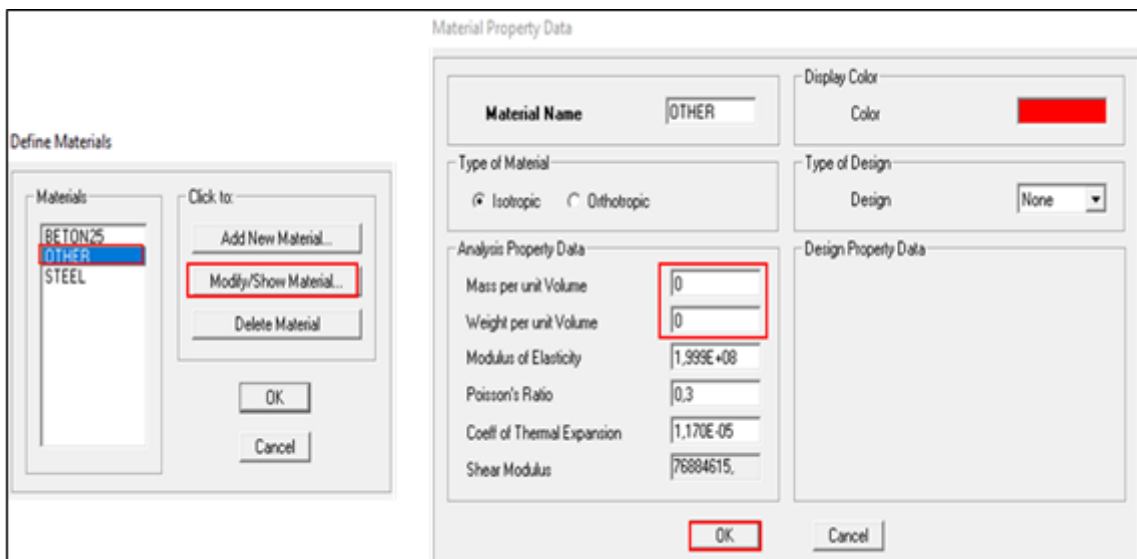 Define Materials
Materials
BETON25
OTHER
STEEL
Click to:
Add New Material...
Modify/Show Material...
Delete Material
OK
Cancel
Material Property Data
Material Name OTHER
Display Color
Color
Type of Material
Isotropic Orthotropic
Type of Design
Design None
Analysis Property Data
Mass per unit Volume 0
Weight per unit Volume 0
Modulus of Elasticity 1,999E+08
Poisson's Ratio 0,3
Coeff of Thermal Expansion 1,170E-05
Shear Modulus 76884615,
Design Property Data
OK
Cancel